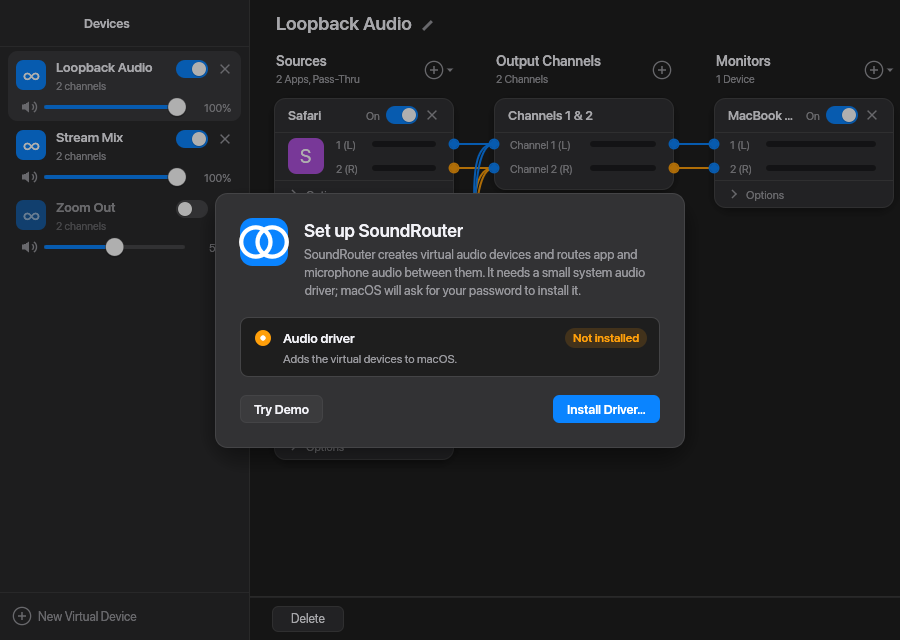 Devices
Loopback Audio
2 channels
100%
Stream Mix
2 channels
100%
Zoom Out
2 channels
Loopback Audio
Sources
2 Apps, Pass-Thru
Output Channels
2 Channels
Monitors
1 Device
Safari
On
S
1 (L)
2 (R)
Channels 1 & 2
Channel 1 (L)
Channel 2 (R)
MacBook ...
On
1 (L)
2 (R)
Options
Set up SoundRouter
SoundRouter creates virtual audio devices and routes app and
microphone audio between them. It needs a small system audio
driver; macOS will ask for your password to install it.
Audio driver
Not installed
Adds the virtual devices to macOS.
Try Demo
Install Driver...
Options
New Virtual Device
Delete